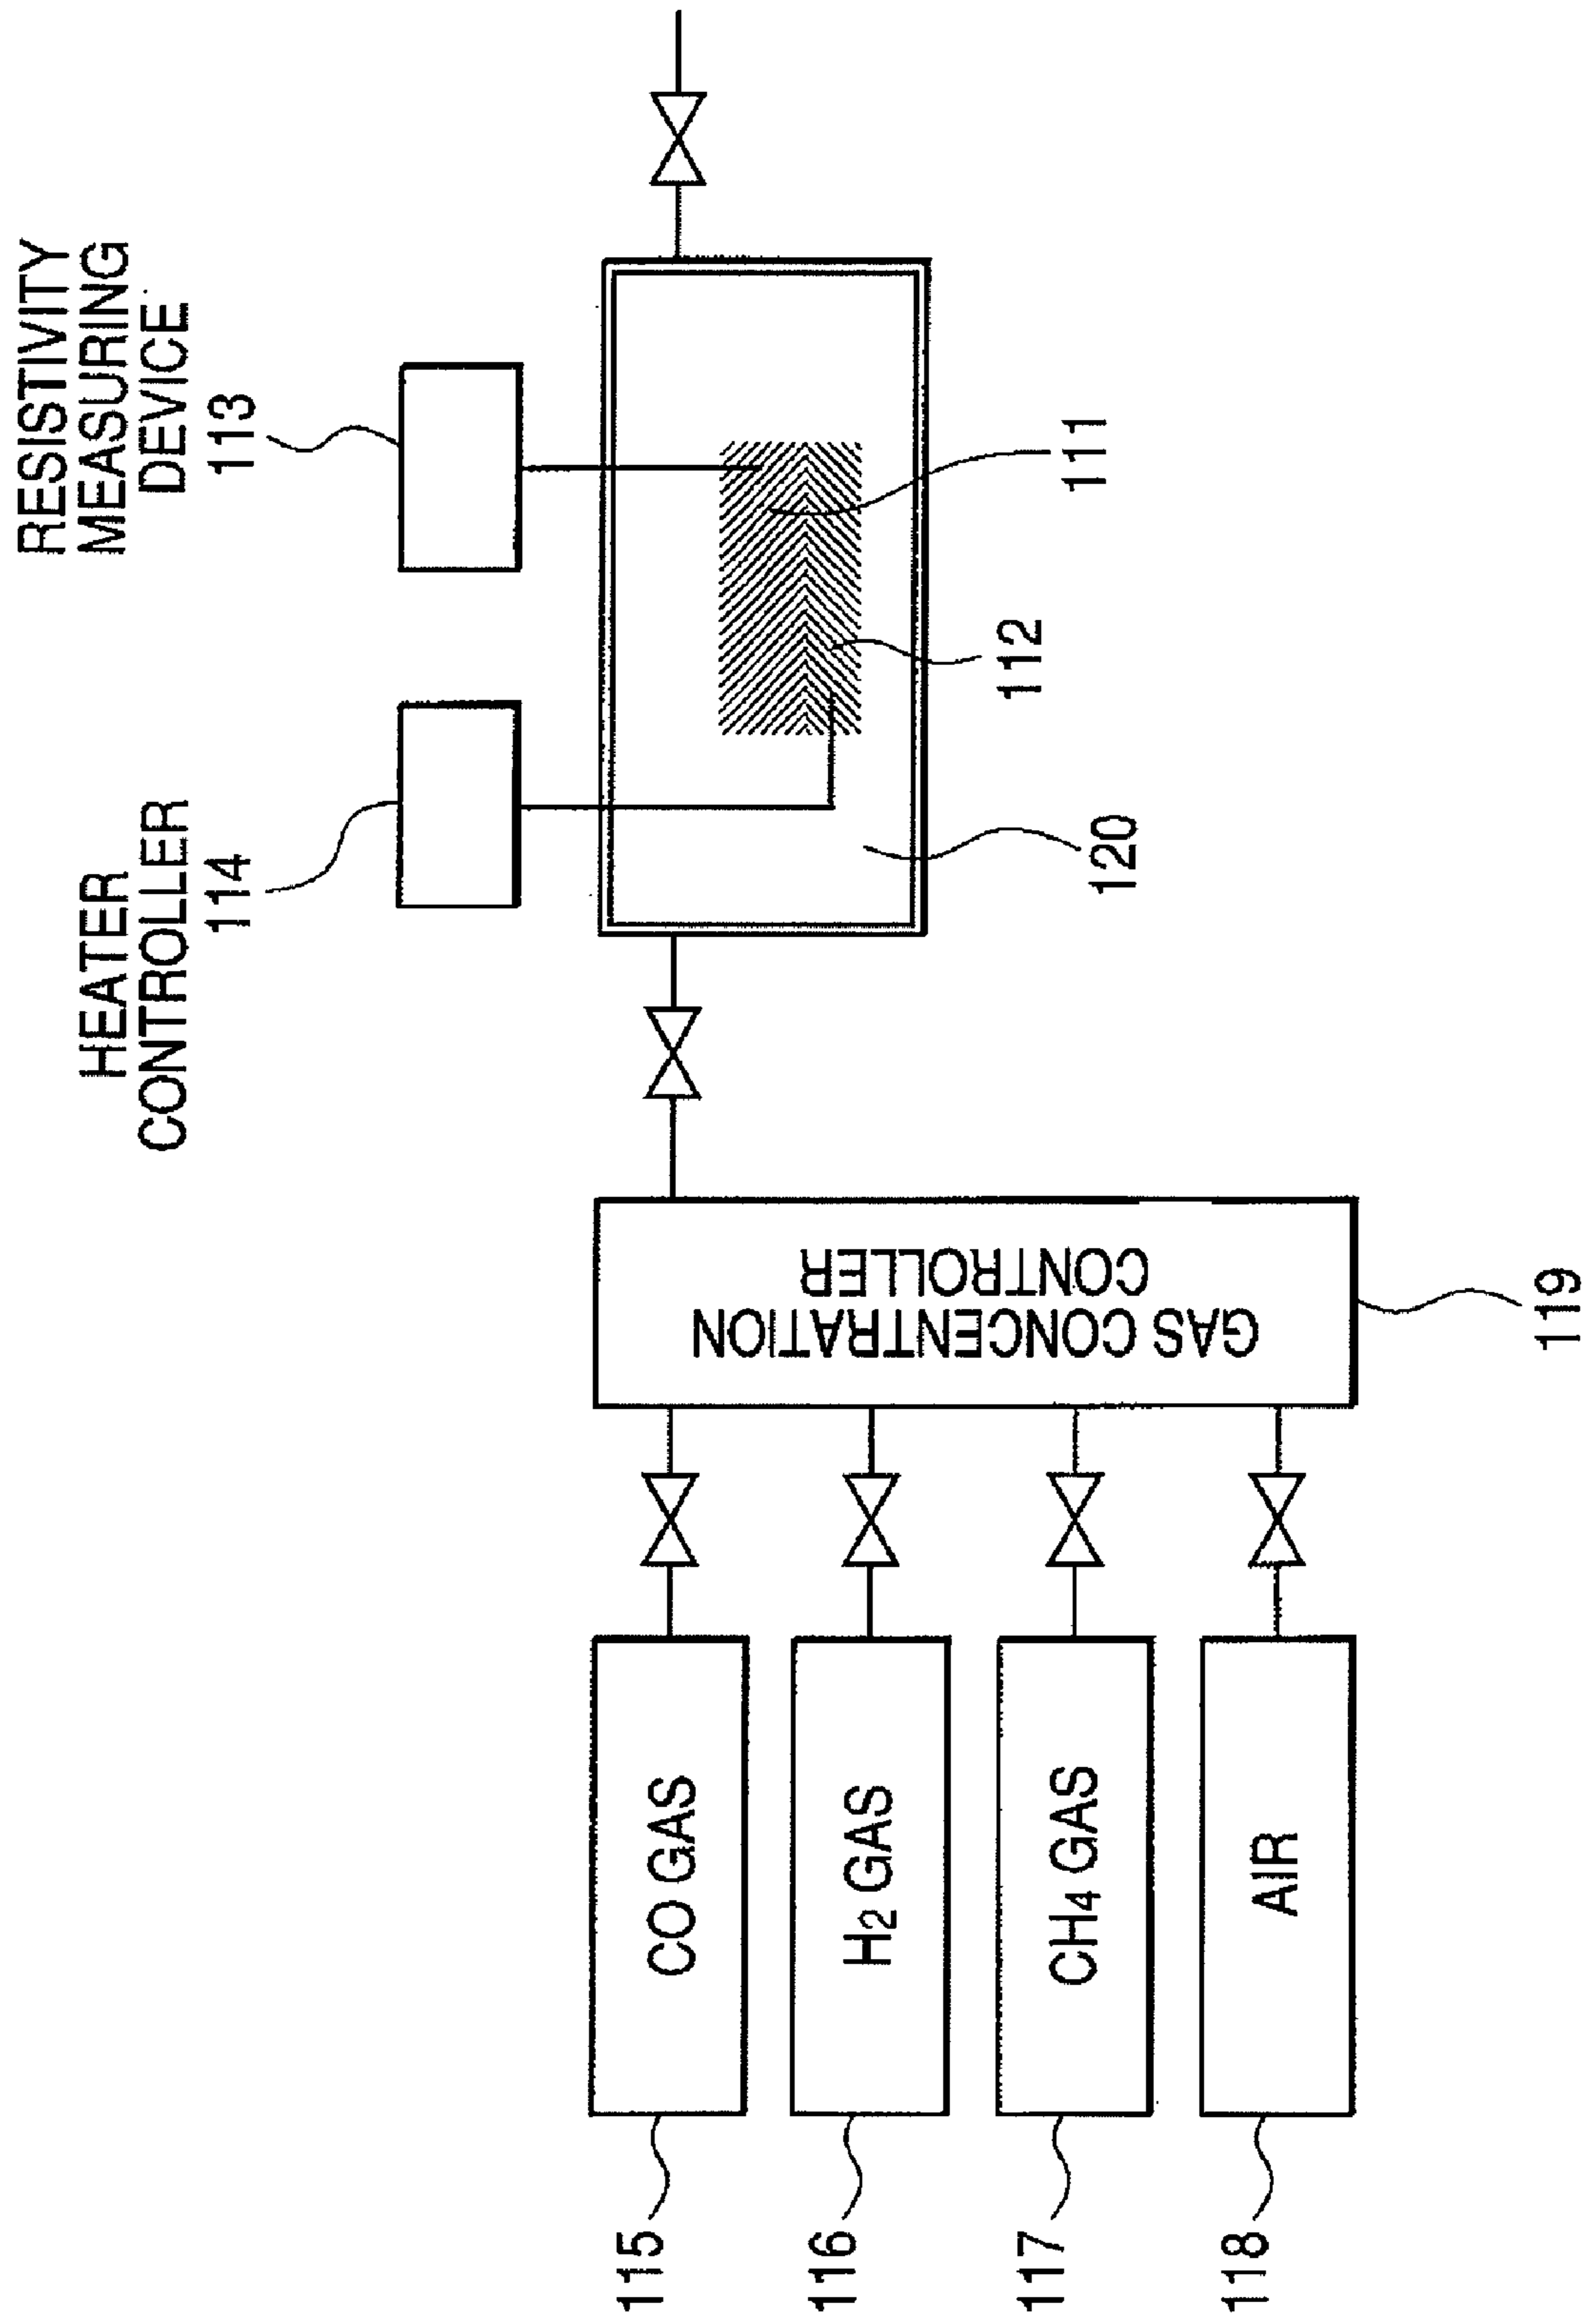 RESISTIVITY
MEASURING
DEVICE
113
HEATER
CONTROLLER
114
111
112
120
GAS CONCENTRATION
CONTROLLER
119
CO GAS
115
H2 GAS
116
CH4 GAS
117
AIR
118